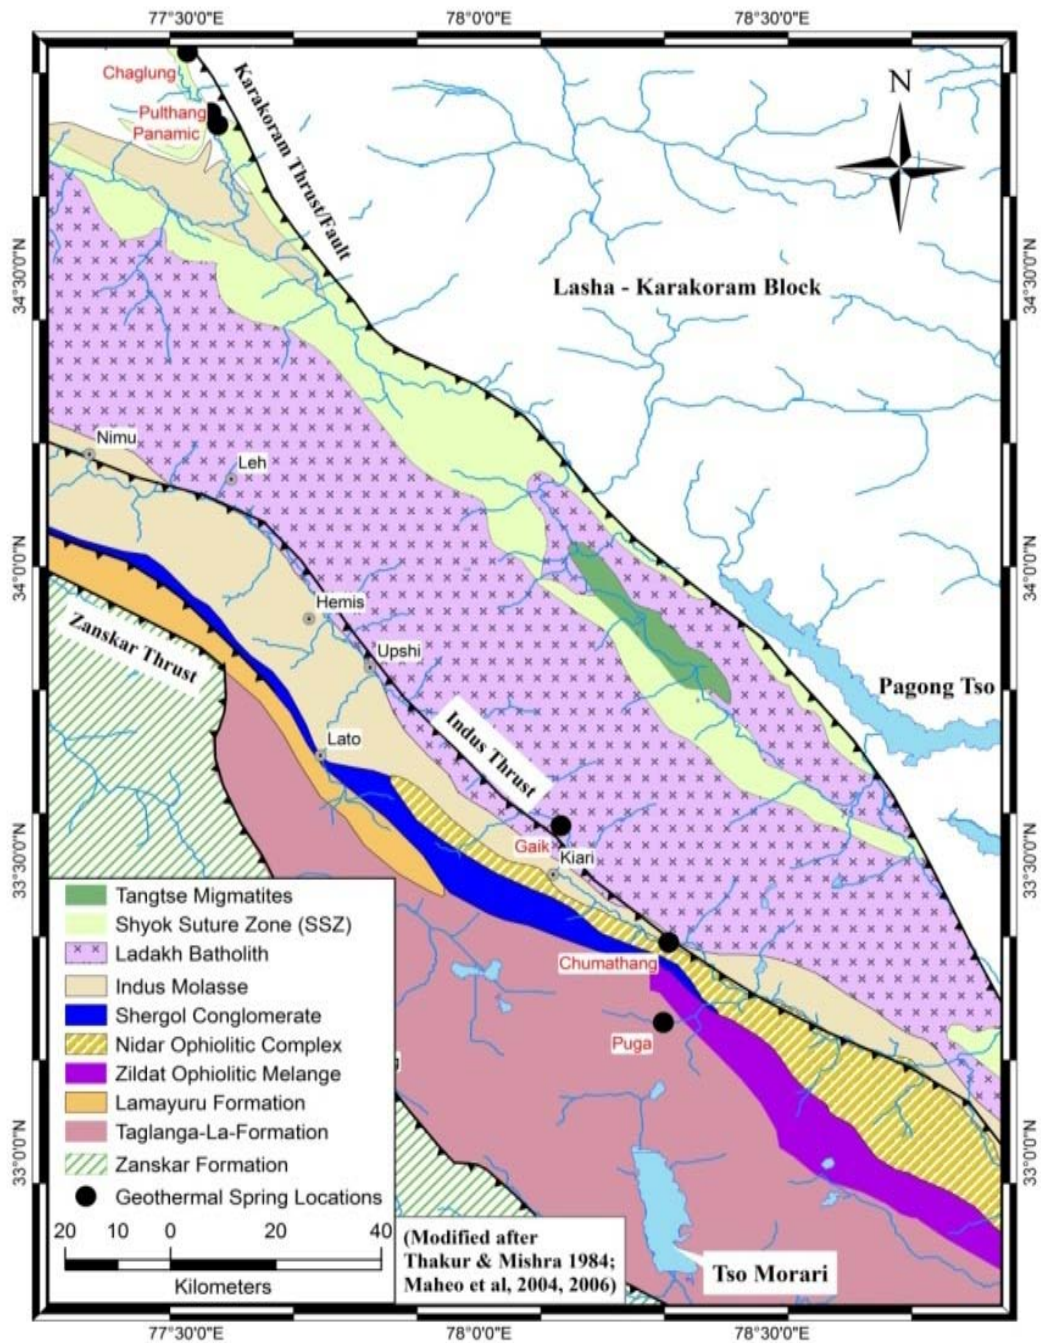 77°30'0"E
78°0'0"E
78°30'0"E
Chaglung
Pulthang
Panamic
Karakoram Thrust/Fault
N
34°30'0"N
34°30'0"N
Lasha - Karakoram Block
Nimu
Leh
34°0'0"N
34°0'0"N
Hemis
Zanskar Thrust
Upshi
Pagong Tso
Lato
Indus Thrust
Gaik
Kiari
33°30'0"N
33°30'0"N
Tangtse Migmatites
Shyok Suture Zone (SSZ)
Ladakh Batholith
Chumathang
Indus Molasse
Shergol Conglomerate
Nidar Ophiolitic Complex
Puga
Zildat Ophiolitic Melange
Lamayuru Formation
Taglanga-La-Formation
33°0'0"N
33°0'0"N
Zanskar Formation
Geothermal Spring Locations
20 10 0 20 40
Kilometers
(Modified after
Thakur & Mishra 1984;
Maheo et al, 2004, 2006)
Tso Morari
77°30'0"E
78°0'0"E
78°30'0"E